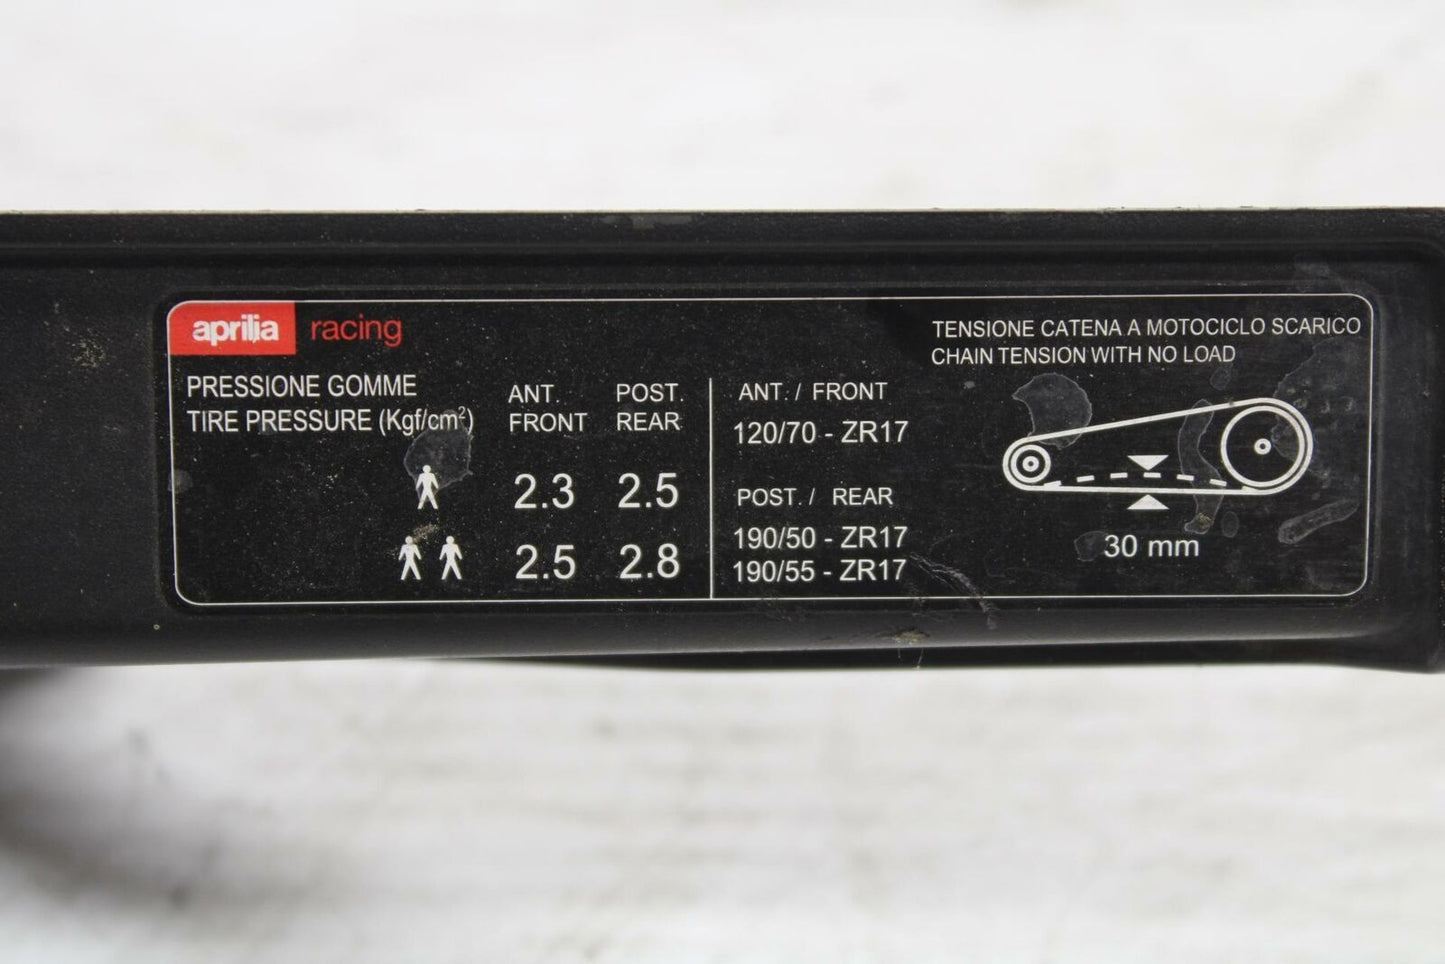 aprilia racing
PRESSIONE GOMME
TIRE PRESSURE (Kgf/cm²)
ANT. POST.
FRONT REAR
2.3 2.5
2.5 2.8
ANT. / FRONT
120/70 - ZR17
POST. / REAR
190/50 - ZR17
190/55 - ZR17
TENSIONE CATENA A MOTOCICLO SCARICO
CHAIN TENSION WITH NO LOAD
30 mm